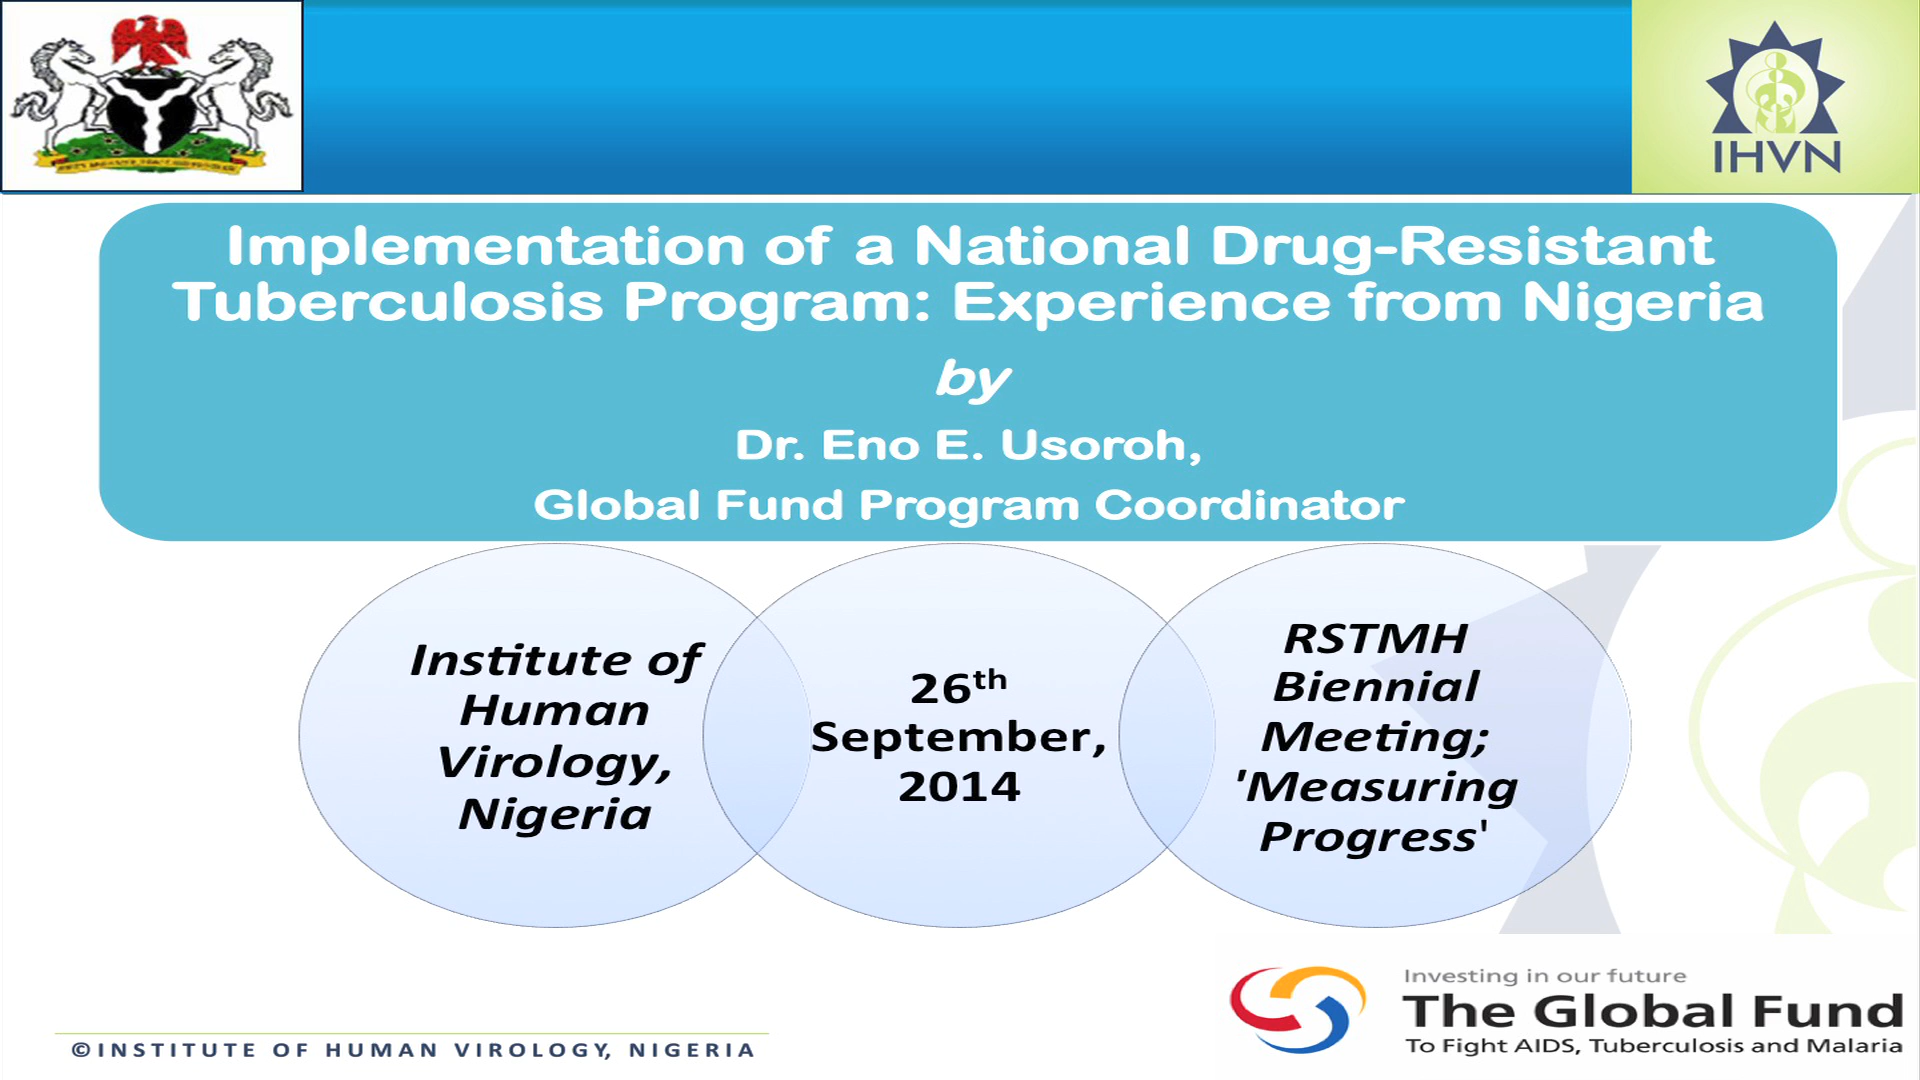 IHVN
Implementation of a National Drug-Resistant
Tuberculosis Program: Experience from Nigeria
by
Dr. Eno E. Usoroh,
Global Fund Program Coordinator
Institute of
Human
Virology,
Nigeria
26th
September,
2014
RSTMH
Biennial
Meeting;
'Measuring
Progress'
Investing in our future
The Global Fund
To Fight AIDS, Tuberculosis and Malaria
©INSTITUTE OF HUMAN VIROLOGY, NIGERIA